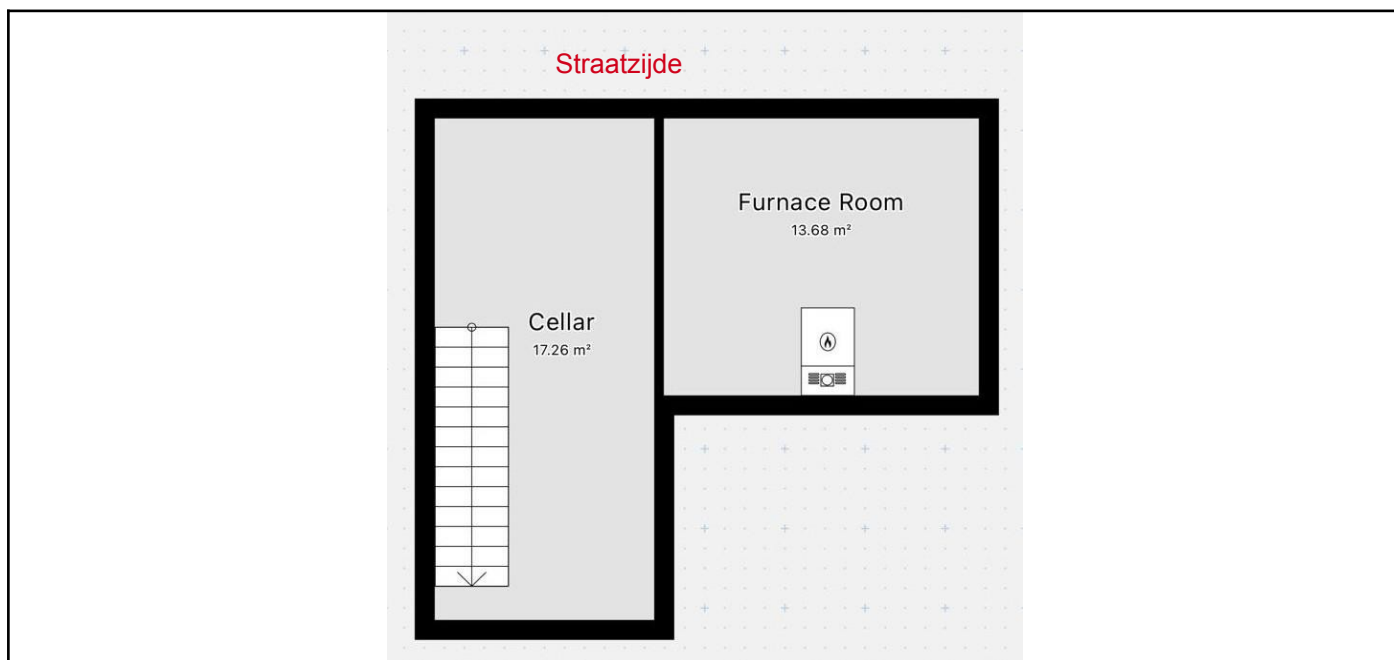 Straatzijde
Furnace Room
13.68 m²
Cellar
17.26 m²